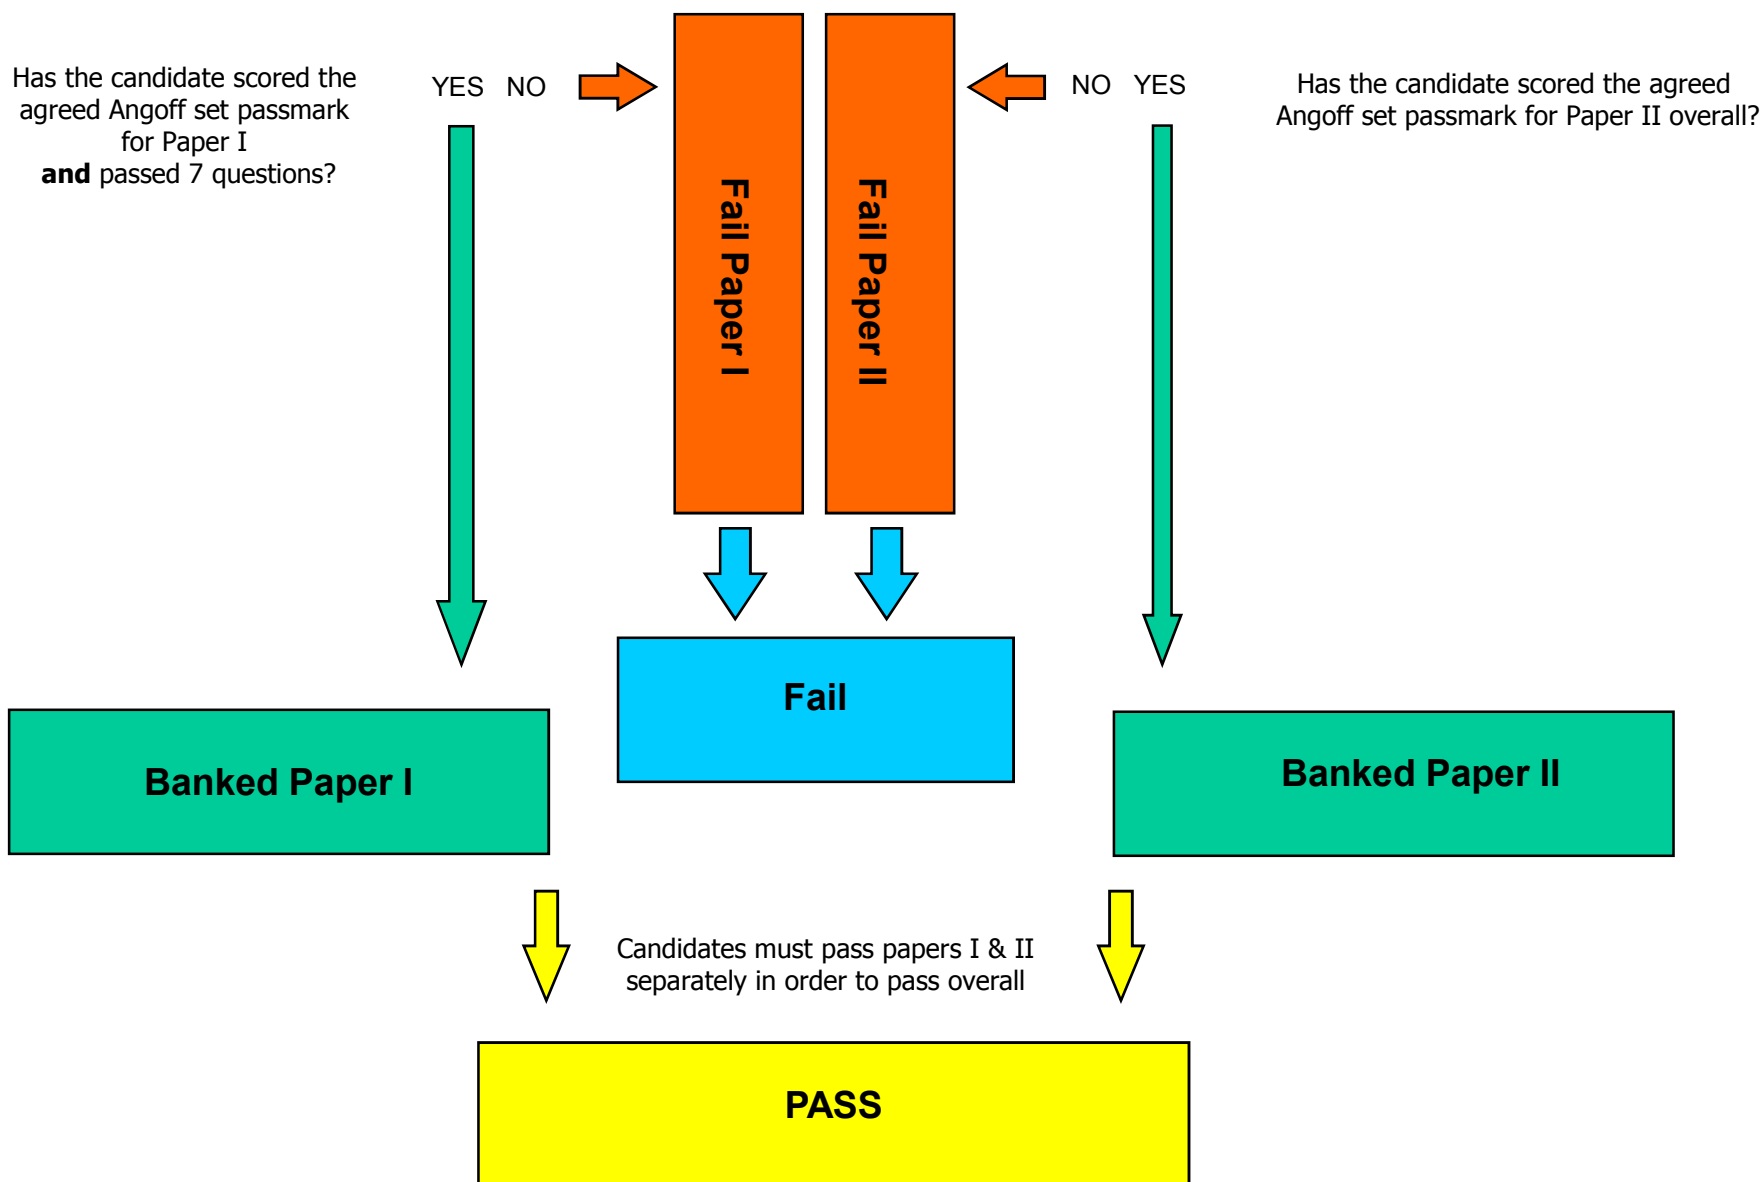 Has the candidate scored the
agreed Angoff set passmark
for Paper I
and passed 7 questions?
YES NO
Fail Paper I
Fail Paper II
NO YES
Has the candidate scored the agreed
Angoff set passmark for Paper II overall?
Fail
Banked Paper I
Banked Paper II
Candidates must pass papers I & II
separately in order to pass overall
PASS